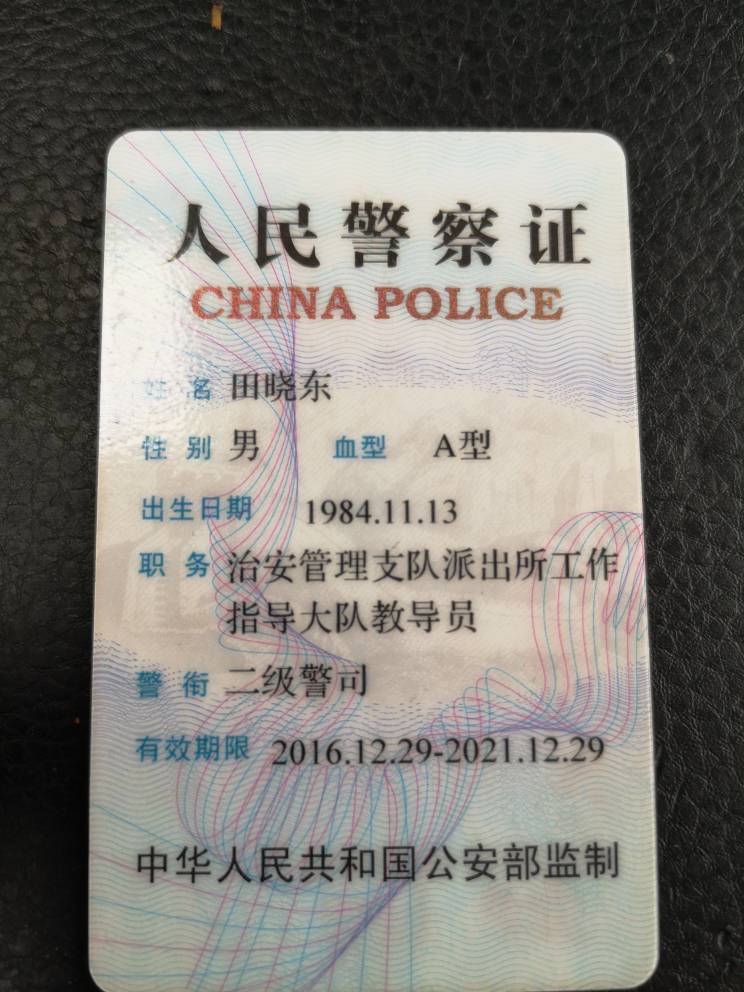 人民警察证
CHINA POLICE
姓 名 田晓东
性 别 男 血型 A型
出生日期 1984.11.13
职 务 治安管理支队派出所工作
指导大队教导员
警 衔 二级警司
有效期限 2016.12.29-2021.12.29
中华人民共和国公安部监制